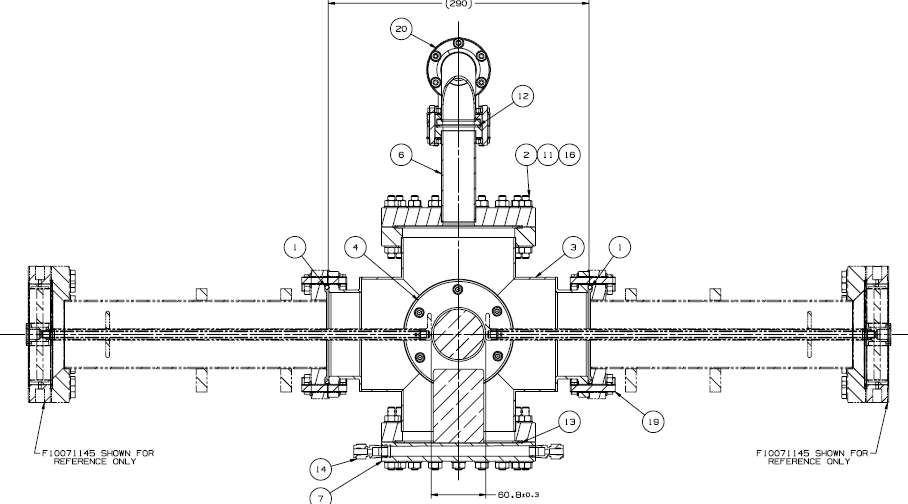 (290)
20
12
6
2 11 16
1
4
3
1
19
13
F10071145 SHOWN FOR
REFERENCE ONLY
F10071145 SHOWN FOR
REFERENCE ONLY
14
7
60.8±0.3